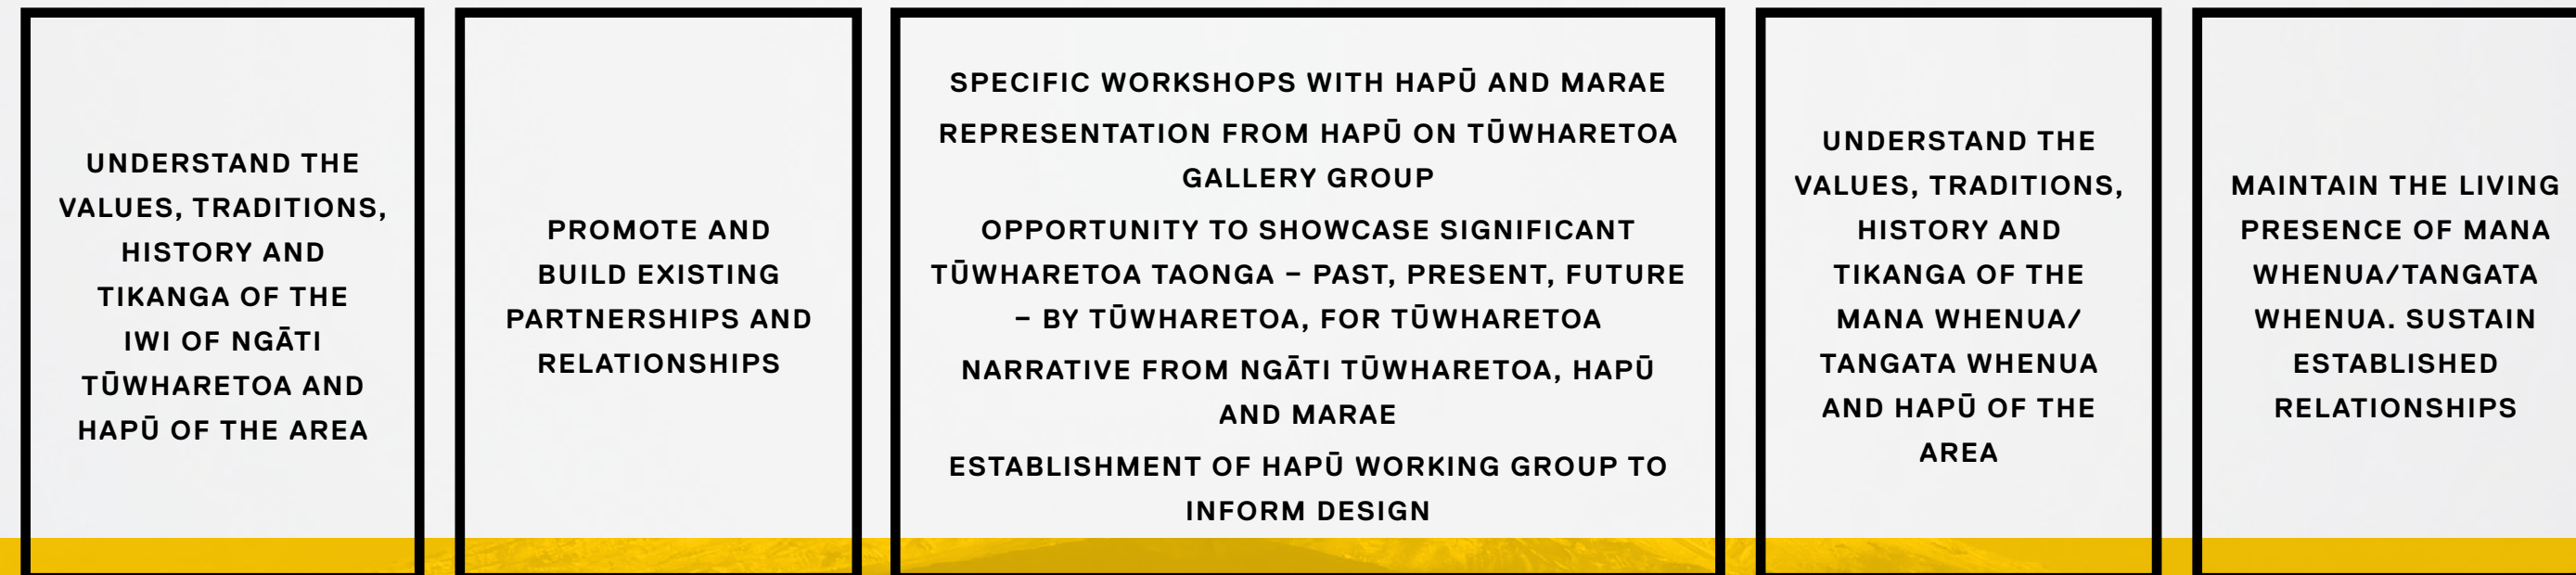 UNDERSTAND THE
VALUES, TRADITIONS,
HISTORY AND
TIKANGA OF THE
IWI OF NGĀTI
TŪWHARETOA AND
HAPŪ OF THE AREA
PROMOTE AND
BUILD EXISTING
PARTNERSHIPS AND
RELATIONSHIPS
SPECIFIC WORKSHOPS WITH HAPŪ AND MARAE
REPRESENTATION FROM HAPŪ ON TŪWHARETOA
GALLERY GROUP
OPPORTUNITY TO SHOWCASE SIGNIFICANT
TŪWHARETOA TAONGA – PAST, PRESENT, FUTURE
– BY TŪWHARETOA, FOR TŪWHARETOA
NARRATIVE FROM NGĀTI TŪWHARETOA, HAPŪ
AND MARAE
ESTABLISHMENT OF HAPŪ WORKING GROUP TO
INFORM DESIGN
UNDERSTAND THE
VALUES, TRADITIONS,
HISTORY AND
TIKANGA OF THE
MANA WHENUA/
TANGATA WHENUA
AND HAPŪ OF THE
AREA
MAINTAIN THE LIVING
PRESENCE OF MANA
WHENUA/TANGATA
WHENUA. SUSTAIN
ESTABLISHED
RELATIONSHIPS